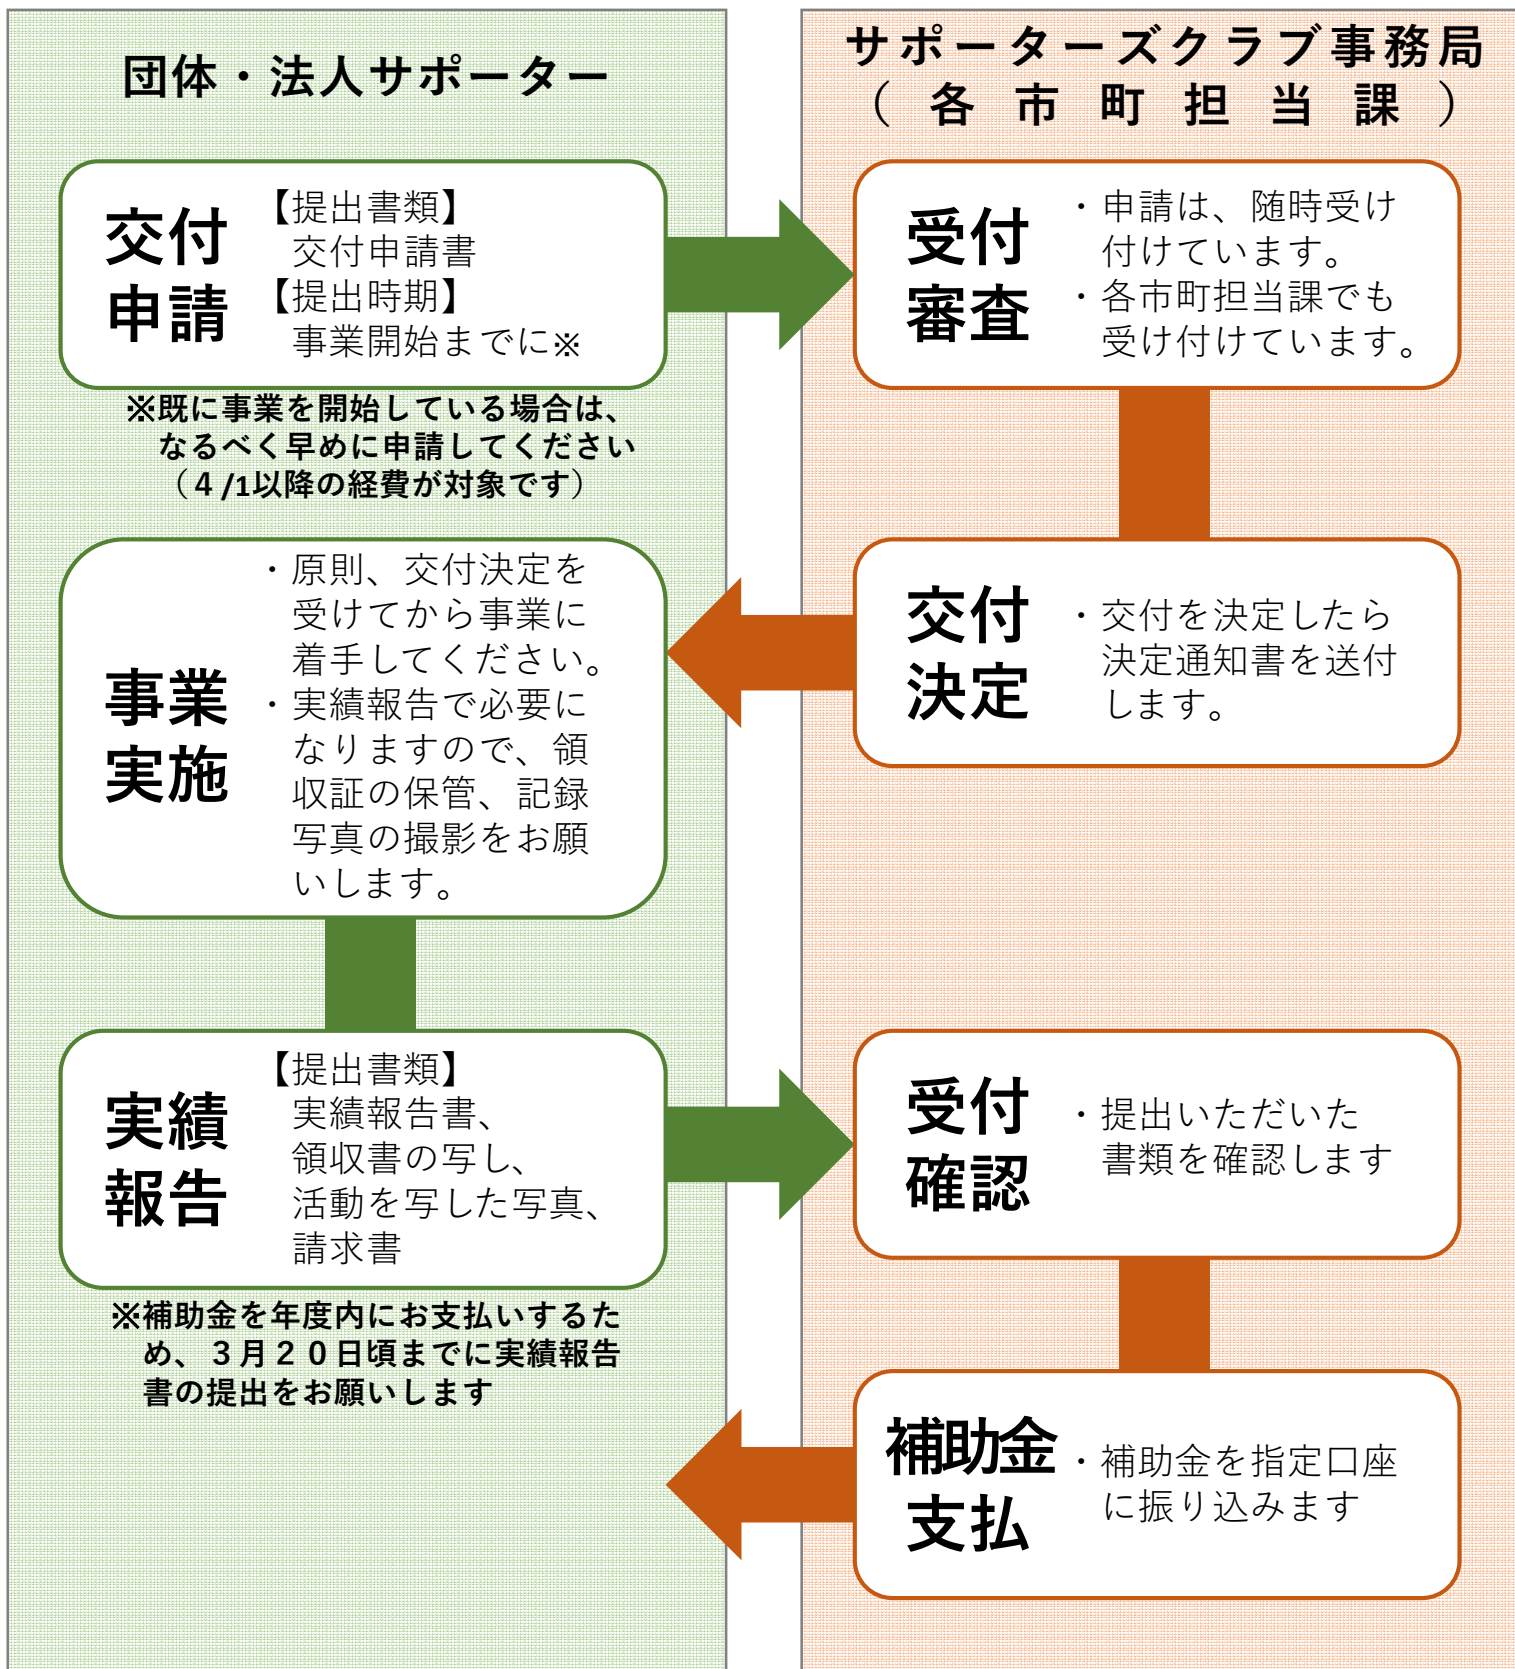 団体・法人サポーター
交付
申請
【提出書類】
交付申請書
【提出時期】
事業開始までに※
※既に事業を開始している場合は、
なるべく早めに申請してください
（４/1以降の経費が対象です）
事業
実施
・原則、交付決定を
受けてから事業に
着手してください。
・実績報告で必要に
なりますので、領
収証の保管、記録
写真の撮影をお願
いします。
実績
報告
【提出書類】
実績報告書、
領収書の写し、
活動を写した写真、
請求書
※補助金を年度内にお支払いするた
め、３月２０日頃までに実績報告
書の提出をお願いします
サポーターズクラブ事務局
（各市町担当課）
受付
審査
・申請は、随時受け
付けています。
・各市町担当課でも
受け付けています。
交付
決定
・交付を決定したら
決定通知書を送付
します。
受付
確認
・提出いただいた
書類を確認します
補助金
支払
・補助金を指定口座
に振り込みます